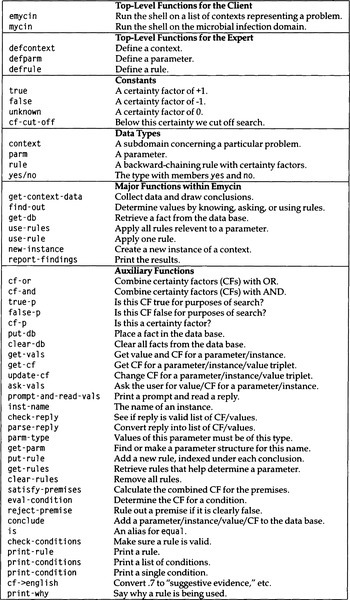 Top-Level Functions for the Client
emycin Run the shell on a list of contexts representing a problem.
mycin Run the shell on the microbial infection domain.
Top-Level Functions for the Expert
defcontext Define a context.
defparm Define a parameter.
defrule Define a rule.
Constants
true A certainty factor of +1.
false A certainty factor of -1.
unknown A certainty factor of 0.
cf-cut-off Below this certainty we cut off search.
Data Types
context A subdomain concerning a particular problem.
parm A parameter.
rule A backward-chaining rule with certainty factors.
yes/no The type with members yes and no.
Major Functions within Emycin
get-context-data Collect data and draw conclusions.
find-out Determine values by knowing, asking, or using rules.
get-db Retrieve a fact from the data base.
use-rules Apply all rules relevent to a parameter.
use-rule Apply one rule.
new-instance Create a new instance of a context.
report-findings Print the results.
Auxiliary Functions
cf-or Combine certainty factors (CFs) with OR.
cf-and Combine certainty factors (CFs) with AND.
true-p Is this CF true for purposes of search?
false-p Is this CF false for purposes of search?
cf-p Is this a certainty factor?
put-db Place a fact in the data base.
clear-db Clear all facts from the data base.
get-vals Get value and CF for a parameter/instance.
get-cf Get CF for a parameter/instance/value triplet.
update-cf Change CF for a parameter/instance/value triplet.
ask-vals Ask the user for value/CF for a parameter/instance.
prompt-and-read-vals Print a prompt and read a reply.
inst-name The name of an instance.
check-reply See if reply is valid list of CF/values.
parse-reply Convert reply into list of CF/values.
parm-type Values of this parameter must be of this type.
get-parm Find or make a parameter structure for this name.
put-rule Add a new rule, indexed under each conclusion.
get-rules Retrieve rules that help determine a parameter.
clear-rules Remove all rules.
satisfy-premises Calculate the combined CF for the premises.
eval-condition Determine the CF for a condition.
reject-premise Rule out a premise if it is clearly false.
conclude Add a parameter/instance/value/CF to the data base.
is An alias for equal.
check-conditions Make sure a rule is valid.
print-rule Print a rule.
print-conditions Print a list of conditions.
print-condition Print a single condition.
cf->english Convert .7 to "suggestive evidence," etc.
print-why Say why a rule is being used.